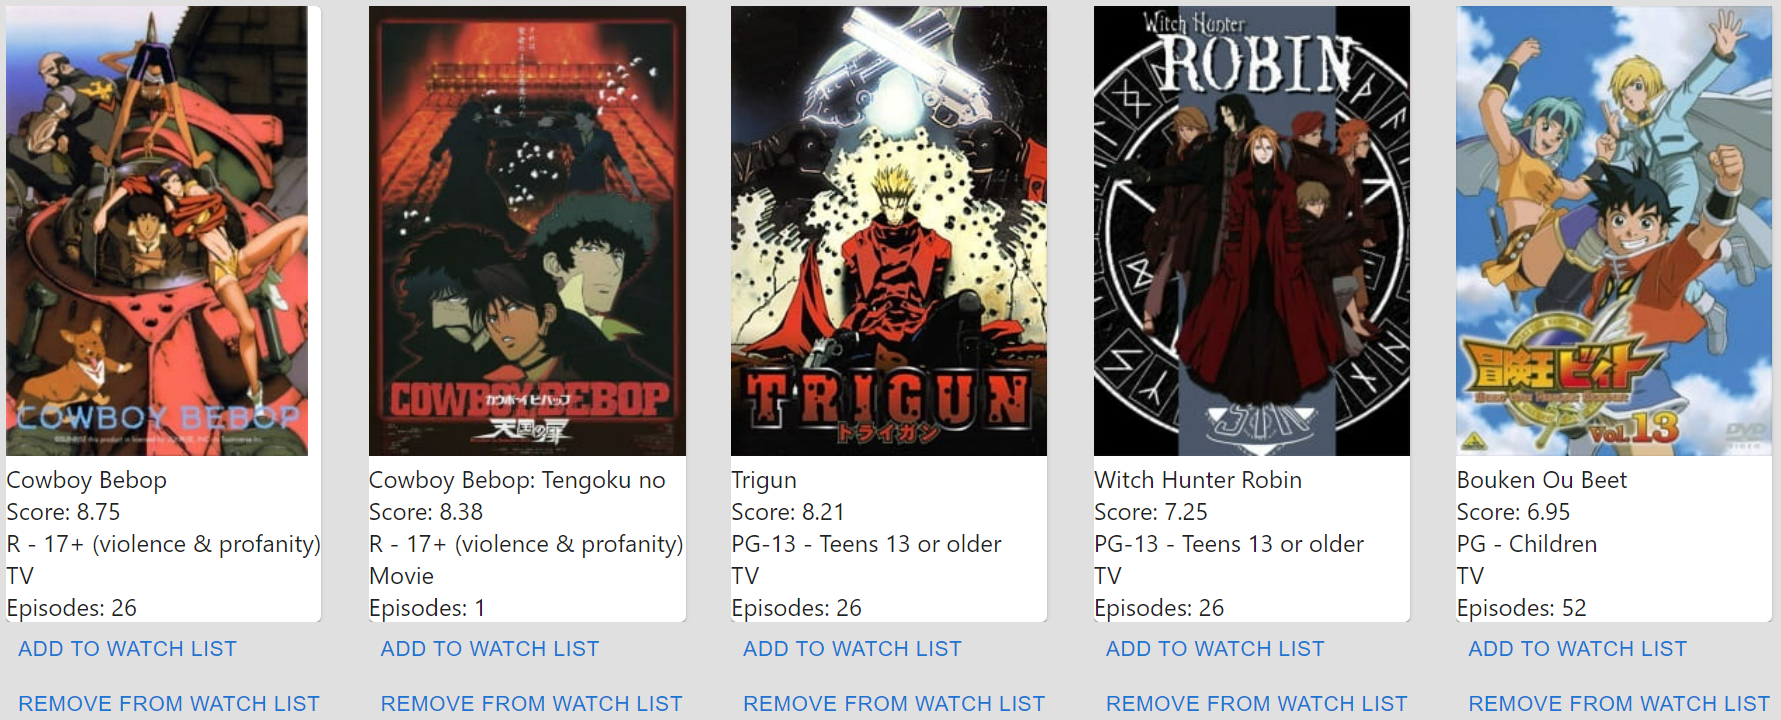 COWBOY BEBOP
Cowboy Bebop
Score: 8.75
R - 17+ (violence & profanity)
TV
Episodes: 26
ADD TO WATCH LIST
REMOVE FROM WATCH LIST
COWBOY BEBOP
カウボーイビバップ
天国の扉
Cowboy Bebop: Tengoku no
Score: 8.38
R - 17+ (violence & profanity)
Movie
Episodes: 1
ADD TO WATCH LIST
REMOVE FROM WATCH LIST
TRIGUN
トライガン
Trigun
Score: 8.21
PG-13 - Teens 13 or older
TV
Episodes: 26
ADD TO WATCH LIST
REMOVE FROM WATCH LIST
Witch Hunter
ROBIN
Witch Hunter Robin
Score: 7.25
PG-13 - Teens 13 or older
TV
Episodes: 26
ADD TO WATCH LIST
REMOVE FROM WATCH LIST
冒険王ビィト
Vol.13
DVD
VIDEO
Bouken Ou Beet
Score: 6.95
PG - Children
TV
Episodes: 52
ADD TO WATCH LIST
REMOVE FROM WATCH LIST